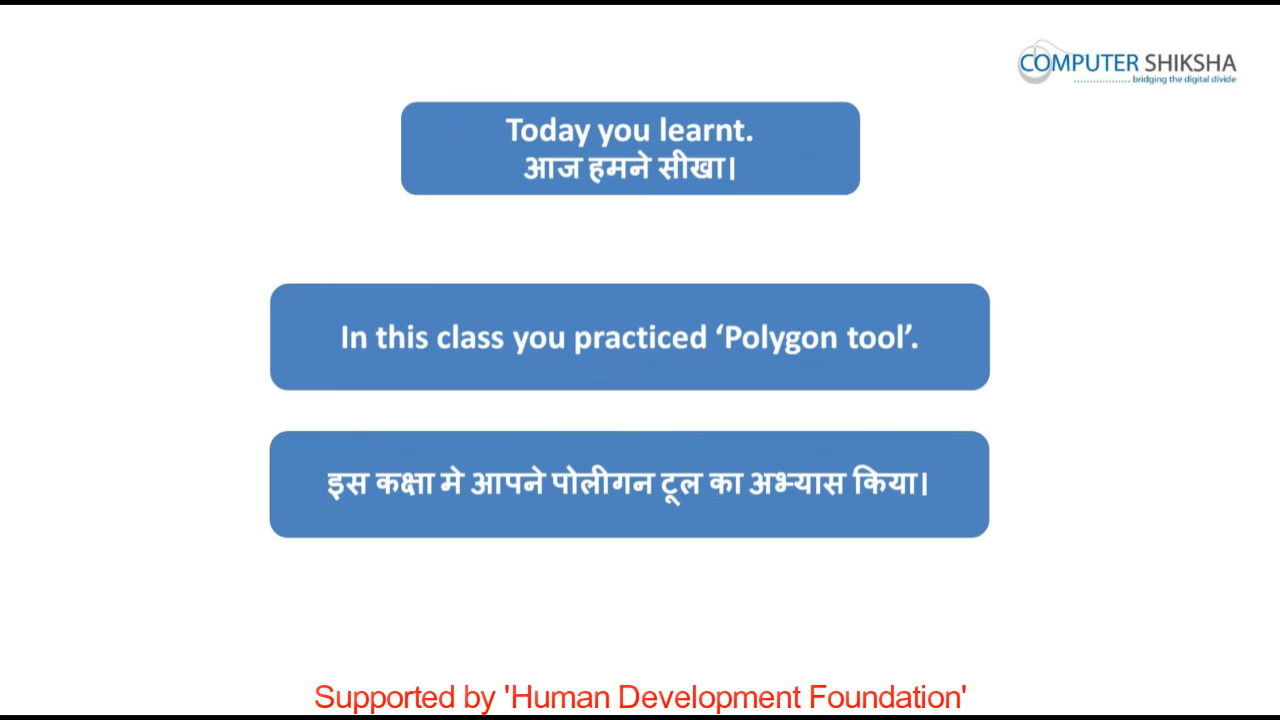 COMPUTER SHIKSHA
.................. bridging the digital divide
Today you learnt.
आज हमने सीखा।
In this class you practiced ‘Polygon tool’.
इस कक्षा मे आपने पोलीगन टूल का अभ्यास किया।
Supported by 'Human Development Foundation'